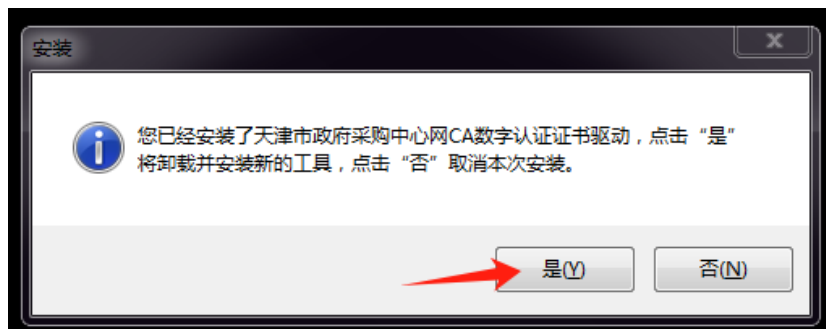 安装
您已经安装了天津市政府采购中心网CA数字认证证书驱动，点击“是”
将卸载并安装新的工具，点击“否”取消本次安装。
是(Y)
否(N)